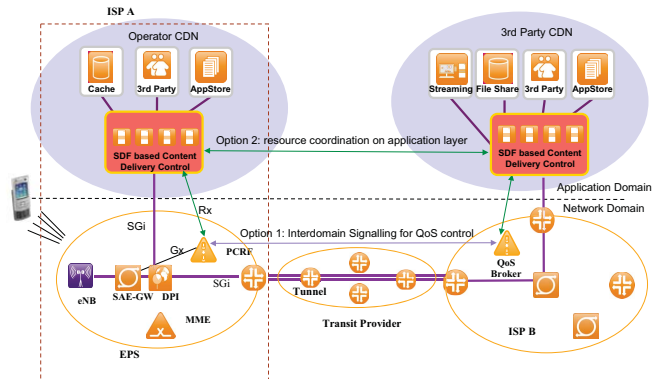 ISP A
Operator CDN
3rd Party CDN
Cache
3rd Party
AppStore
Streaming
File Share
3rd Party
AppStore
SDF based Content
Delivery Control
Option 2: resource coordination on application layer
SDF based Content
Delivery Control
Application Domain
Network Domain
Rx
SGi
Option 1: Interdomain Signalling for QoS control
Gx
PCRF
QoS
Broker
SGi
eNB
SAE-GW
DPI
Tunnel
MME
Transit Provider
ISP B
EPS